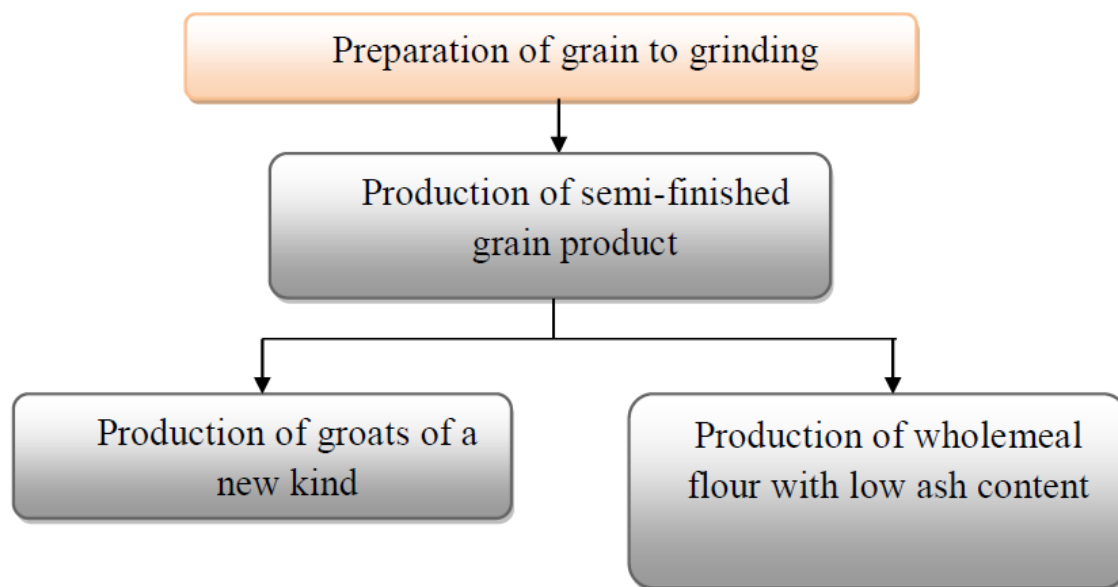 Preparation of grain to grinding
Production of semi-finished
grain product
Production of groats of a
new kind
Production of wholemeal
flour with low ash content